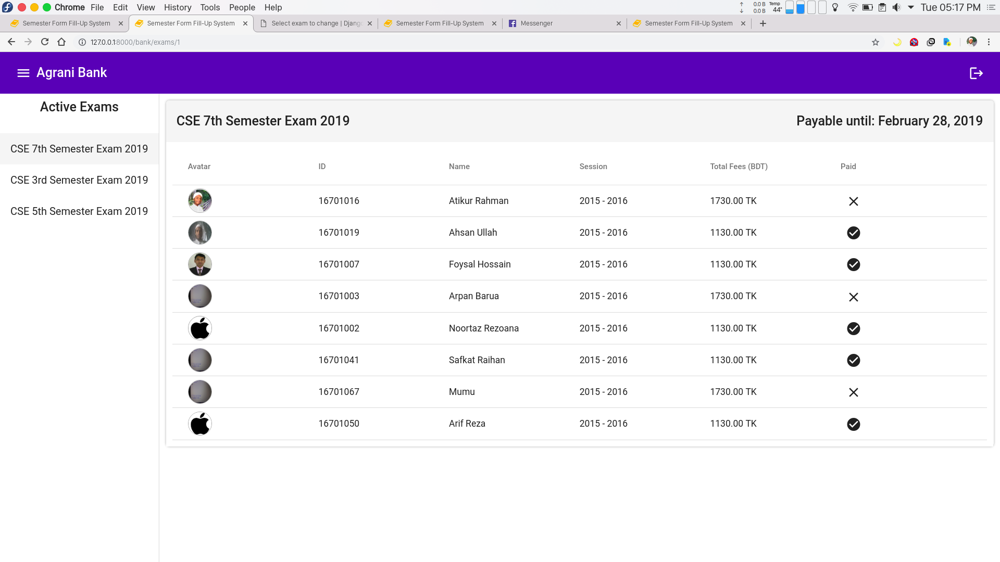 Chrome File Edit View History Tools People Help
0.0 B
0.0 B
Temp
44°
Tue 05:17 PM
Semester Form Fill-Up System
Semester Form Fill-Up System
Select exam to change | Djang
Semester Form Fill-Up System
Messenger
Semester Form Fill-Up System
127.0.0.1:8000/bank/exams/1
Agrani Bank
Active Exams
CSE 7th Semester Exam 2019
CSE 3rd Semester Exam 2019
CSE 5th Semester Exam 2019
CSE 7th Semester Exam 2019
Payable until: February 28, 2019
Avatar ID Name Session Total Fees (BDT) Paid
16701016 Atikur Rahman 2015 - 2016 1730.00 TK
16701019 Ahsan Ullah 2015 - 2016 1130.00 TK
16701007 Foysal Hossain 2015 - 2016 1130.00 TK
16701003 Arpan Barua 2015 - 2016 1730.00 TK
16701002 Noortaz Rezoana 2015 - 2016 1130.00 TK
16701041 Safkat Raihan 2015 - 2016 1130.00 TK
16701067 Mumu 2015 - 2016 1730.00 TK
16701050 Arif Reza 2015 - 2016 1130.00 TK